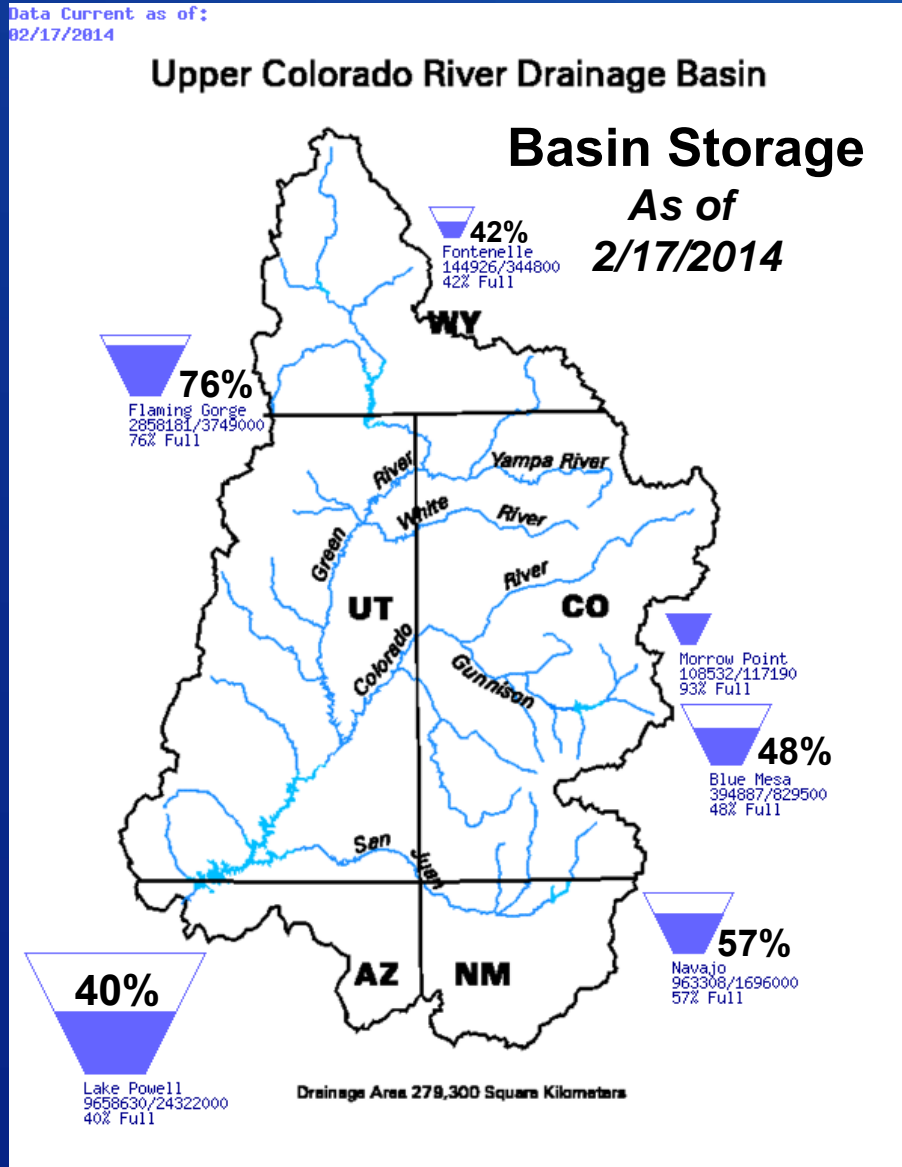 Data Current as of:
02/17/2014
Upper Colorado River Drainage Basin
Basin Storage
As of
2/17/2014
42%
Fontenelle
144926/344800
42% Full
WY
76%
Flaming Gorge
2858181/3749000
76% Full
Yampa River
River
White
River
Green
River
UT
CO
Colorado
Gunnison
Morrow Point
108532/117190
93% Full
48%
Blue Mesa
394887/829500
48% Full
San
Juan
57%
Navajo
963308/1696000
57% Full
AZ
NM
40%
Lake Powell
9658630/24322000
40% Full
Drainage Area 279,300 Square Kilometers